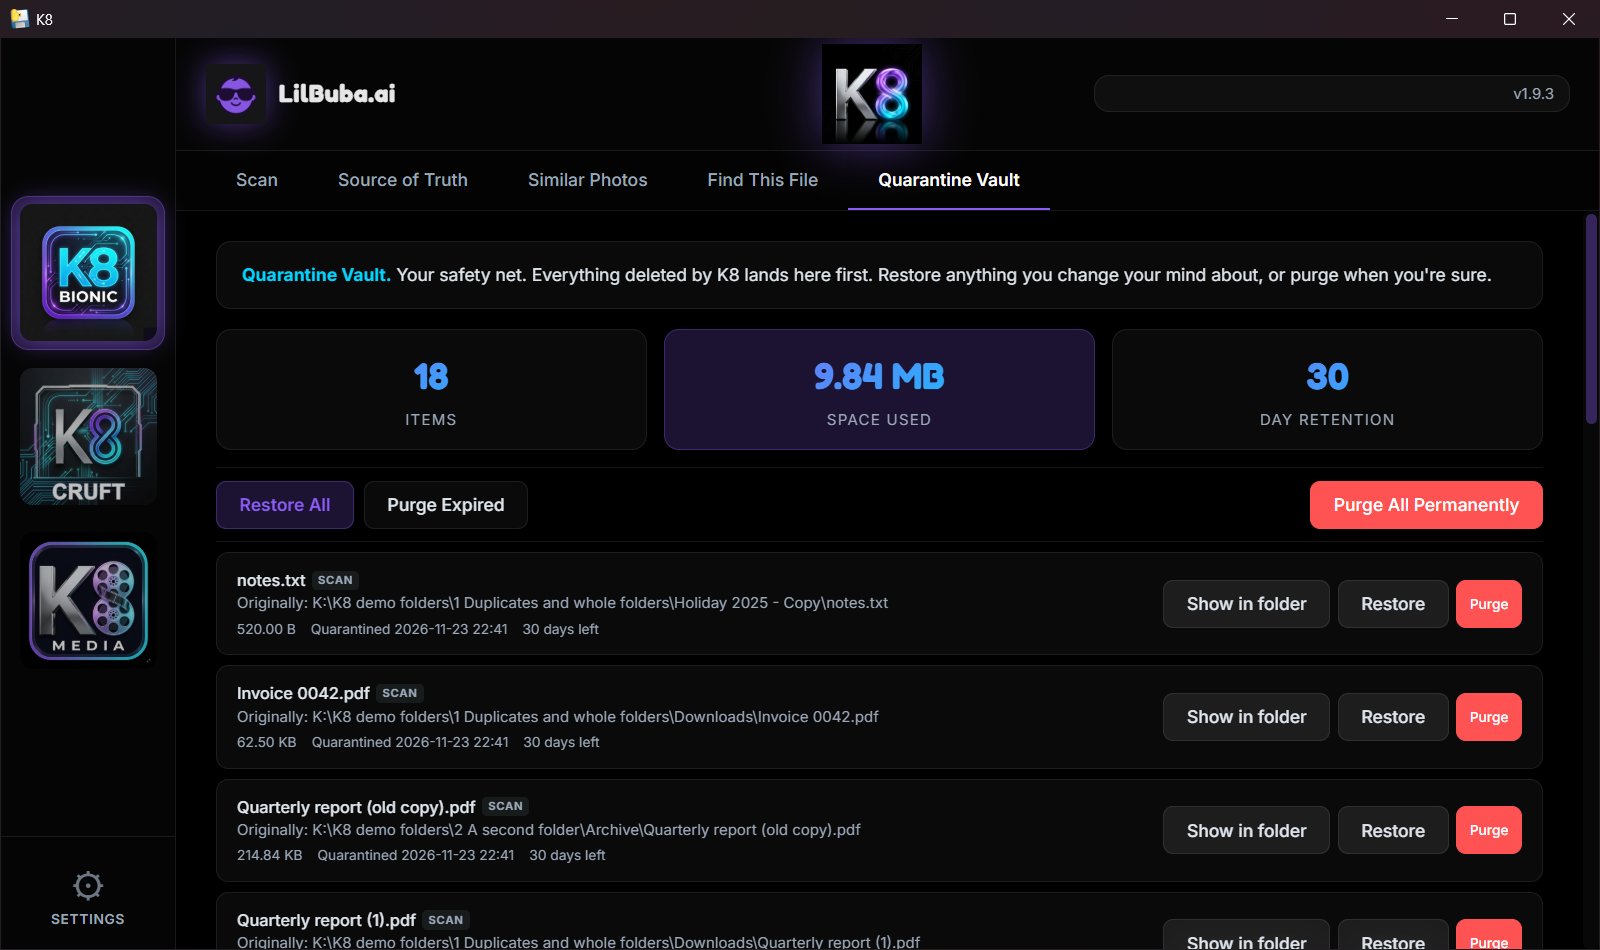 K8
LilBuba.ai
K8
v1.9.3
Scan
Source of Truth
Similar Photos
Find This File
Quarantine Vault
K8
BIONIC
K8
CRUFT
K8
MEDIA
SETTINGS
Quarantine Vault. Your safety net. Everything deleted by K8 lands here first. Restore anything you change your mind about, or purge when you're sure.
18
ITEMS
9.84 MB
SPACE USED
30
DAY RETENTION
Restore All
Purge Expired
Purge All Permanently
notes.txt SCAN
Originally: K:\K8 demo folders\1 Duplicates and whole folders\Holiday 2025 - Copy\notes.txt
520.00 B Quarantined 2026-11-23 22:41 30 days left
Show in folder
Restore
Purge
Invoice 0042.pdf SCAN
Originally: K:\K8 demo folders\1 Duplicates and whole folders\Downloads\Invoice 0042.pdf
62.50 KB Quarantined 2026-11-23 22:41 30 days left
Show in folder
Restore
Purge
Quarterly report (old copy).pdf SCAN
Originally: K:\K8 demo folders\2 A second folder\Archive\Quarterly report (old copy).pdf
214.84 KB Quarantined 2026-11-23 22:41 30 days left
Show in folder
Restore
Purge
Quarterly report (1).pdf SCAN
Originally: K:\K8 demo folders\1 Duplicates and whole folders\Downloads\Quarterly report (1).pdf
Show in folder
Restore
Purge